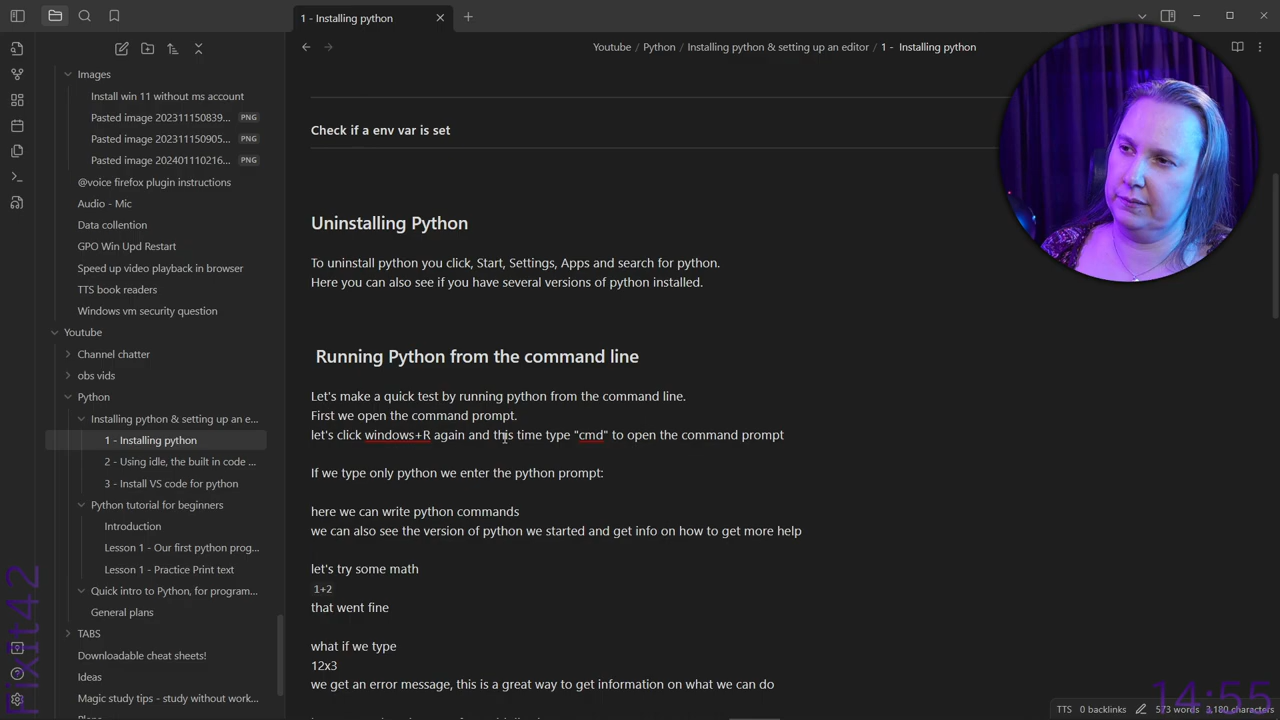 1 - Installing python
Youtube / Python / Installing python & setting up an editor / 1 - Installing python
Images
Install win 11 without ms account
Pasted image 202311150839... PNG
Pasted image 202311150905... PNG
Pasted image 202401110216... PNG
@voice firefox plugin instructions
Audio - Mic
Data collention
GPO Win Upd Restart
Speed up video playback in browser
TTS book readers
Windows vm security question
Youtube
Channel chatter
obs vids
Python
Installing python & setting up an e...
1 - Installing python
2 - Using idle, the built in code ...
3 - Install VS code for python
Python tutorial for beginners
Introduction
Lesson 1 - Our first python prog...
Lesson 1 - Practice Print text
Quick intro to Python, for program...
General plans
TABS
Downloadable cheat sheets!
Ideas
Magic study tips - study without work...
Check if a env var is set
Uninstalling Python
To uninstall python you click, Start, Settings, Apps and search for python.
Here you can also see if you have several versions of python installed.
Running Python from the command line
Let's make a quick test by running python from the command line.
First we open the command prompt.
let's click windows+R again and this time type "cmd" to open the command prompt
If we type only python we enter the python prompt:
here we can write python commands
we can also see the version of python we started and get info on how to get more help
let's try some math
1+2
that went fine
what if we type
12x3
we get an error message, this is a great way to get information on what we can do
Fixit42
14:55
TTS 0 backlinks 573 words 3,180 characters